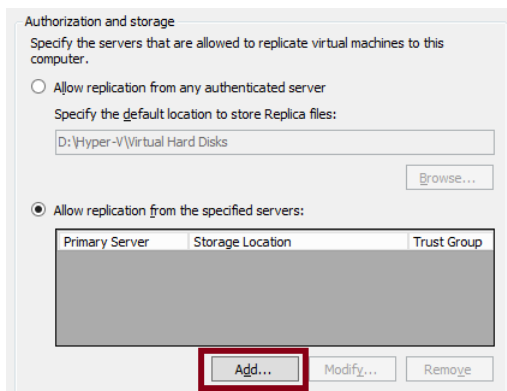 Authorization and storage
Specify the servers that are allowed to replicate virtual machines to this
computer.
Allow replication from any authenticated server
Specify the default location to store Replica files:
D:\Hyper-V\Virtual Hard Disks
Browse...
Allow replication from the specified servers:
Primary Server Storage Location Trust Group
Add... Modify... Remove